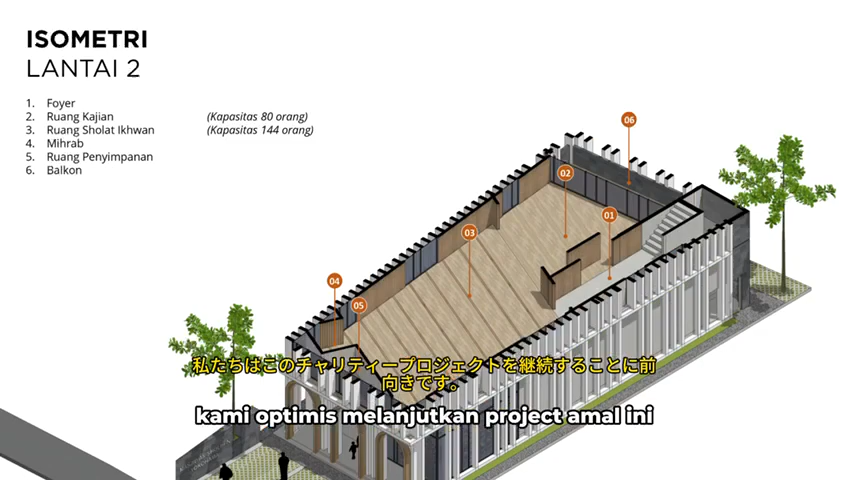 ISOMETRI
LANTAI 2
1. Foyer
2. Ruang Kajian (Kapasitas 80 orang)
3. Ruang Sholat Ikhwan (Kapasitas 144 orang)
4. Mihrab
5. Ruang Penyimpanan
6. Balkon
06
02
01
03
04
05
私たちはこのチャリティープロジェクトを継続することに前
向きです。
kami optimis melanjutkan project amal ini